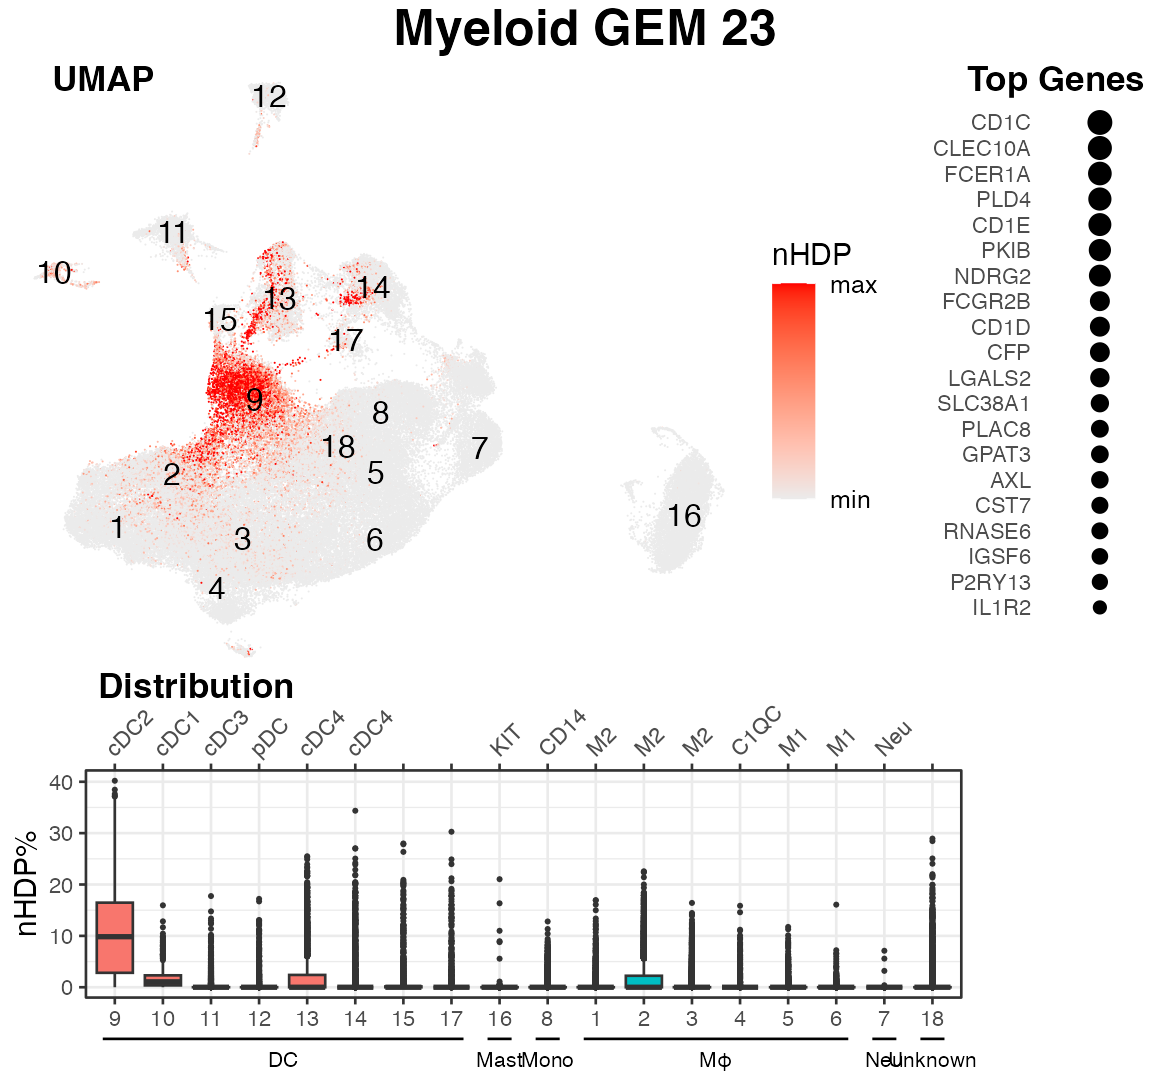 Myeloid GEM 23
UMAP
Top Genes
12
11
10
13
14
15
17
9
8
18
7
2
5
1
3
6
4
16
nHDP
max
min
CD1C
CLEC10A
FCER1A
PLD4
CD1E
PKIB
NDRG2
FCGR2B
CD1D
CFP
LGALS2
SLC38A1
PLAC8
GPAT3
AXL
CST7
RNASE6
IGSF6
P2RY13
IL1R2
Distribution
cDC2 cDC1 cDC3 pDC cDC4 cDC4 KIT CD14 M2 M2 M2 C1QC M1 M1 Neu
nHDP%
40
30
20
10
0
9 10 11 12 13 14 15 17 16 8 1 2 3 4 5 6 7 18
DC Mast Mono Mϕ Neu Unknown